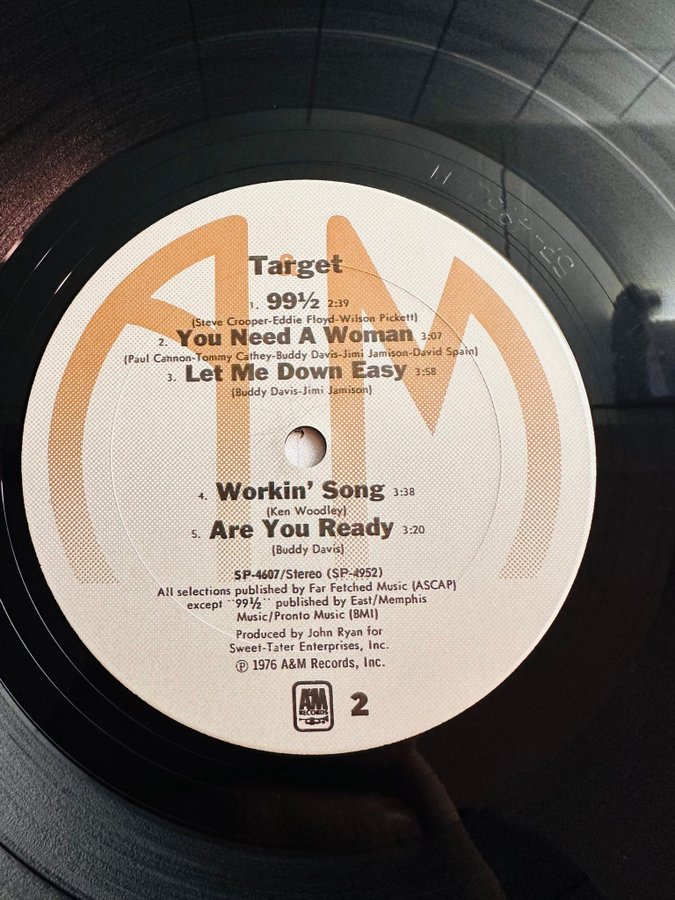 A&M
Target
1. 99½ 2:39
(Steve Crooper-Eddie Floyd-Wilson Pickett)
2. You Need A Woman 3:07
(Paul Cannon-Tommy Cathey-Buddy Davis-Jimi Jamison-David Spain)
3. Let Me Down Easy 3:58
(Buddy Davis-Jimi Jamison)
4. Workin' Song 3:38
(Ken Woodley)
5. Are You Ready 3:20
(Buddy Davis)
SP-4607/Stereo (SP-4952)
All selections published by Far Fetched Music (ASCAP)
except "99½" published by East/Memphis
Music/Pronto Music (BMI)
Produced by John Ryan for
Sweet-Tater Enterprises, Inc.
℗ 1976 A&M Records, Inc.
A&M
RECORDS
2